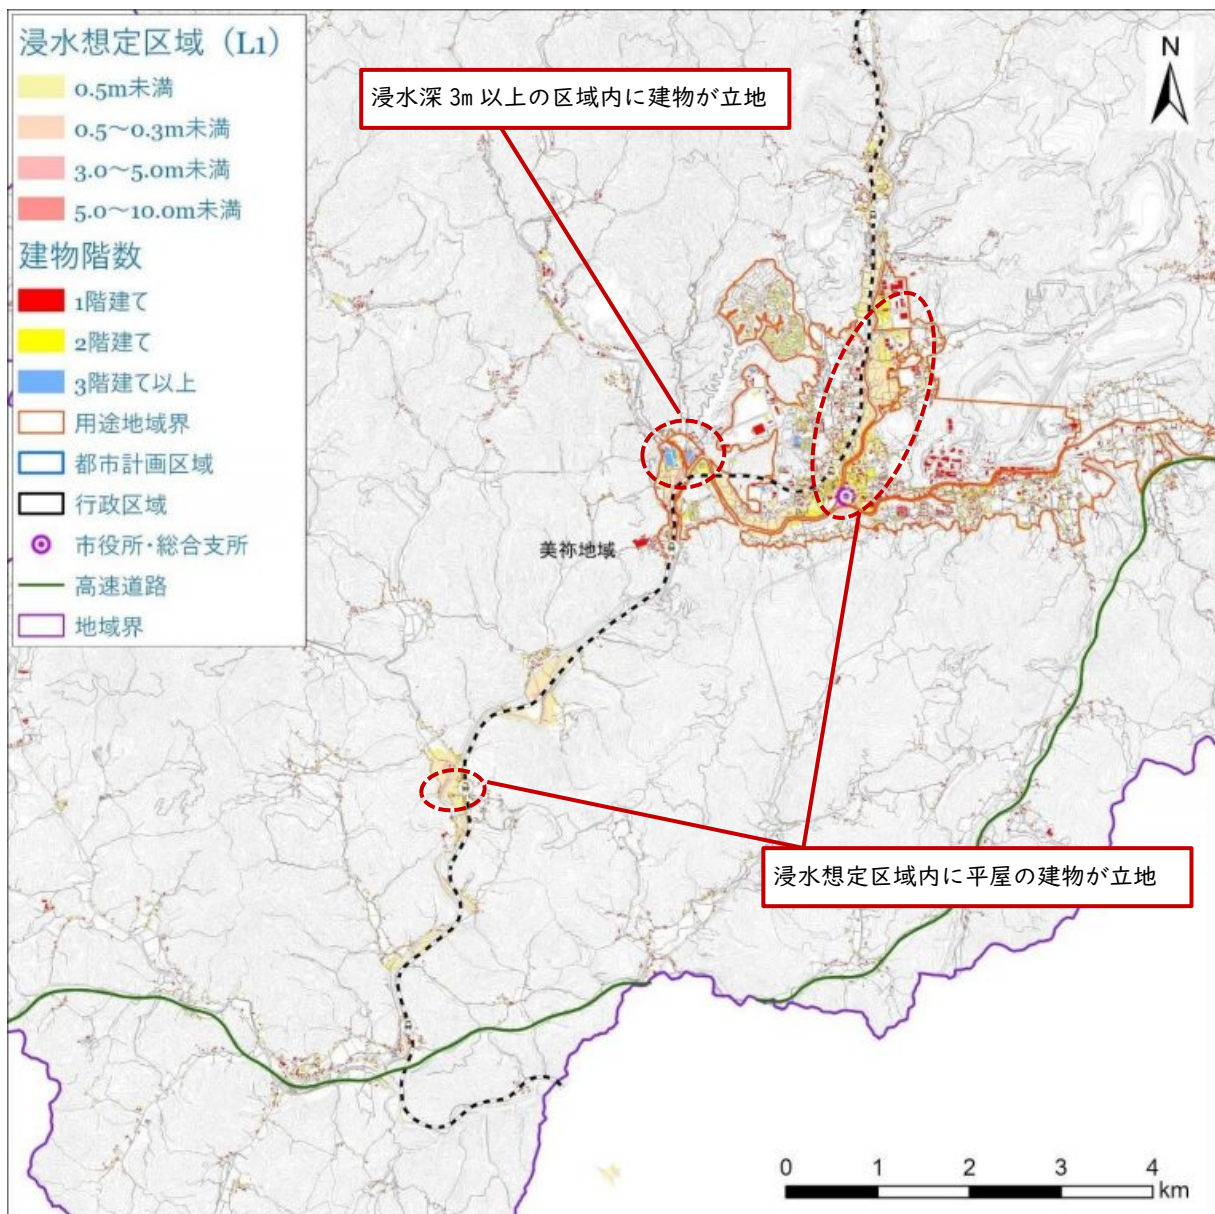 浸水想定区域（L1）
0.5m未満
0.5～0.3m未満
3.0～5.0m未満
5.0～10.0m未満
建物階数
1階建て
2階建て
3階建て以上
用途地域界
都市計画区域
行政区域
市役所・総合支所
高速道路
地域界
浸水深 3m 以上の区域内に建物が立地
N
美祢地域
浸水想定区域内に平屋の建物が立地
0 1 2 3 4
km